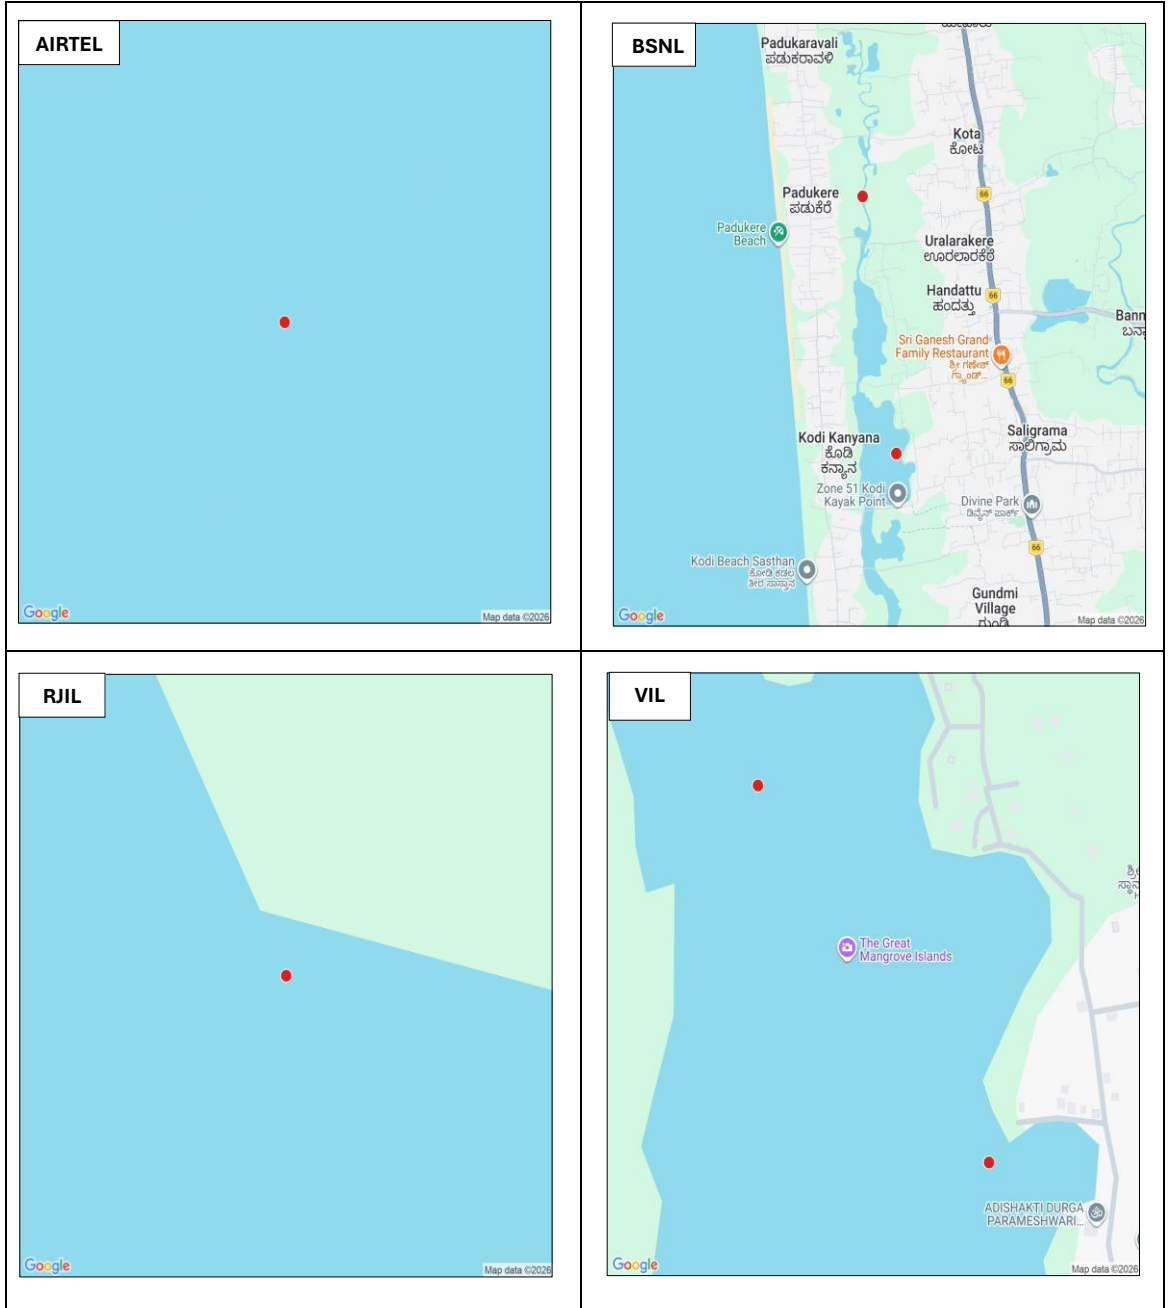 AIRTEL
Google
Map data ©2026
BSNL
Padukaravali
ಪಡುಕರಾವಳಿ
Kota
ಕೋಟ
66
Padukere
ಪಡುಕೆರೆ
Padukere
Beach
Uralarakere
ಊರಲಾರಕೆರೆ
Handattu
ಹಂದತ್ತು
66
Bann
ಬನ್ನ
Sri Ganesh Grand
Family Restaurant
ಶ್ರೀ ಗಣೇಶ್
ಗ್ರ್ಯಾಂಡ್...
66
Kodi Kanyana
ಕೊಡಿ
ಕನ್ಯಾನ
Saligrama
ಸಾಲಿಗ್ರಾಮ
Zone 51 Kodi
Kayak Point
Divine Park
ಡಿವೈನ್ ಪಾರ್ಕ್
66
Kodi Beach Sasthan
ಕೋಡಿ ಕಡಲ
ತೀರ ಸಾಸ್ತಾನ
Gundmi
Village
Google
Map data ©2026
RJIL
Google
Map data ©2026
VIL
ಶ್ರೀ
The Great
Mangrove Islands
ADISHAKTI DURGA
PARAMESHWARI...
Google
Map data ©2026